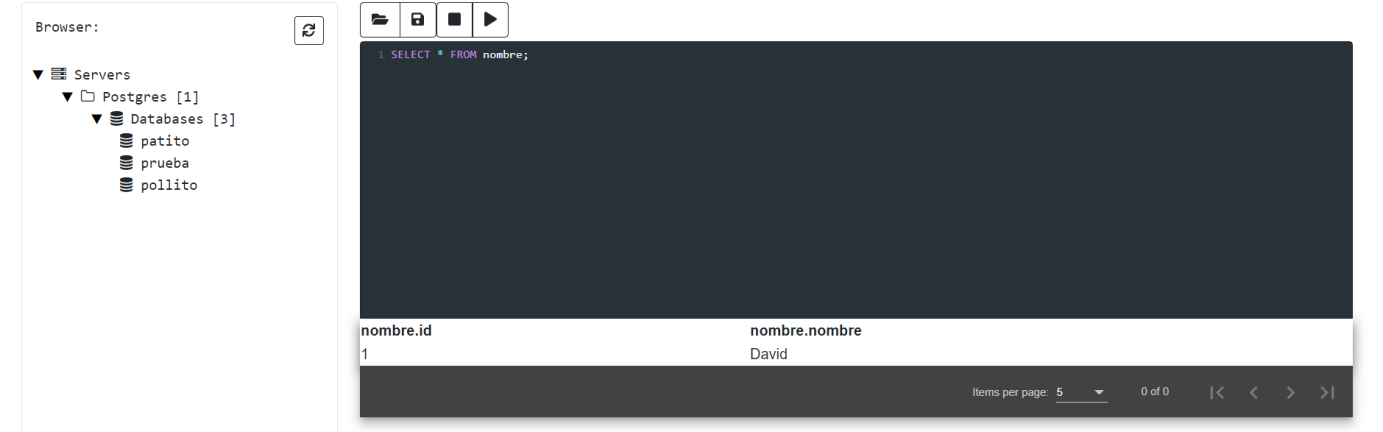 Browser:
Servers
Postgres [1]
Databases [3]
patito
prueba
pollito
1 SELECT * FROM nombre;
nombre.id nombre.nombre
1 David
Items per page: 5 0 of 0